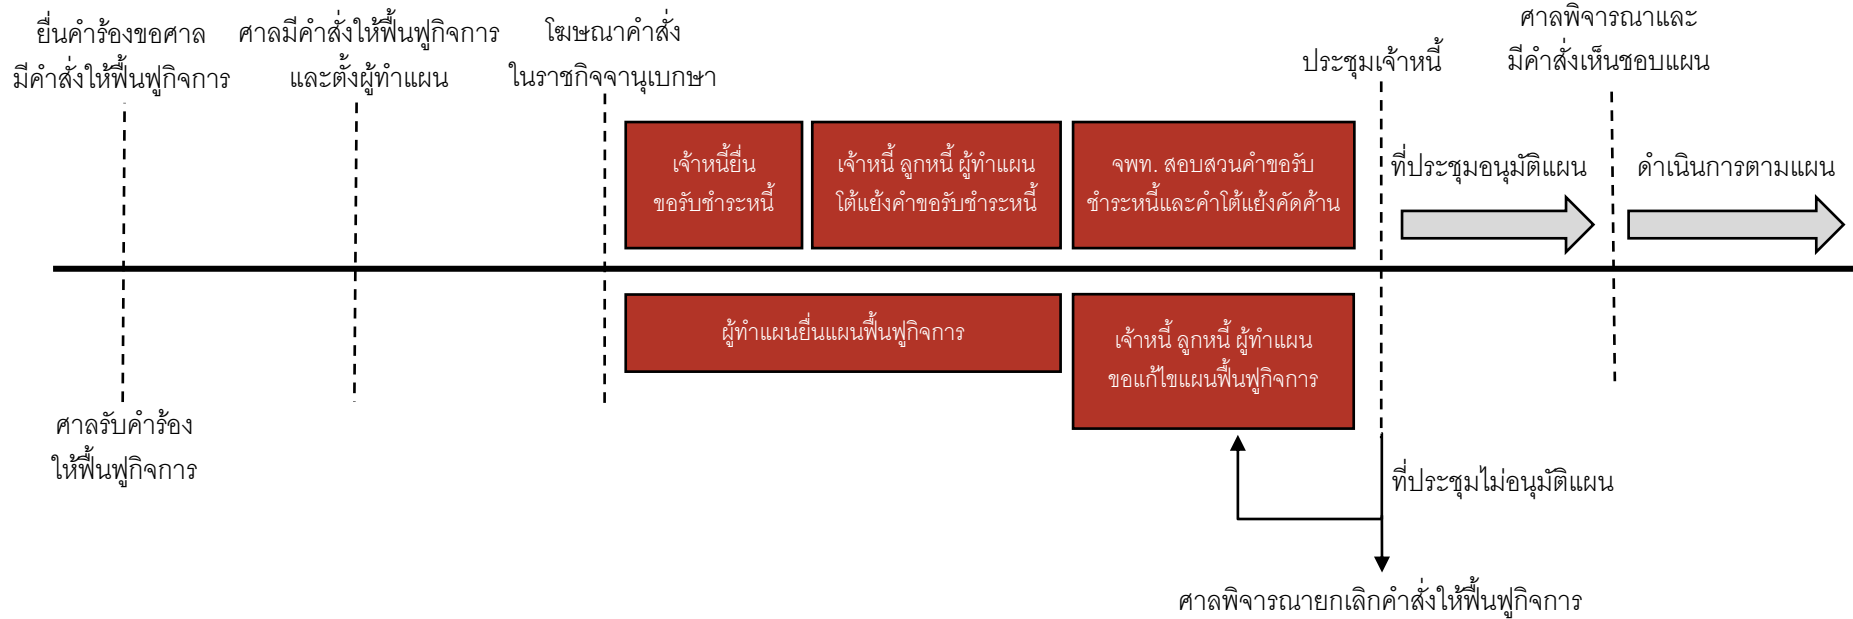 ยื่นคำร้องขอศาล
มีคำสั่งให้ฟื้นฟูกิจการ
ศาลมีคำสั่งให้ฟื้นฟูกิจการ
และตั้งผู้ทำแผน
โฆษณาคำสั่ง
ในราชกิจจานุเบกษา
ประชุมเจ้าหนี้
ศาลพิจารณาและ
มีคำสั่งเห็นชอบแผน
เจ้าหนี้ยื่น
ขอรับชำระหนี้
เจ้าหนี้ ลูกหนี้ ผู้ทำแผน
โต้แย้งคำขอรับชำระหนี้
จพท. สอบสวนคำขอรับ
ชำระหนี้และคำโต้แย้งคัดค้าน
ที่ประชุมอนุมัติแผน
ดำเนินการตามแผน
ผู้ทำแผนยื่นแผนฟื้นฟูกิจการ
เจ้าหนี้ ลูกหนี้ ผู้ทำแผน
ขอแก้ไขแผนฟื้นฟูกิจการ
ศาลรับคำร้อง
ให้ฟื้นฟูกิจการ
ที่ประชุมไม่อนุมัติแผน
ศาลพิจารณายกเลิกคำสั่งให้ฟื้นฟูกิจการ